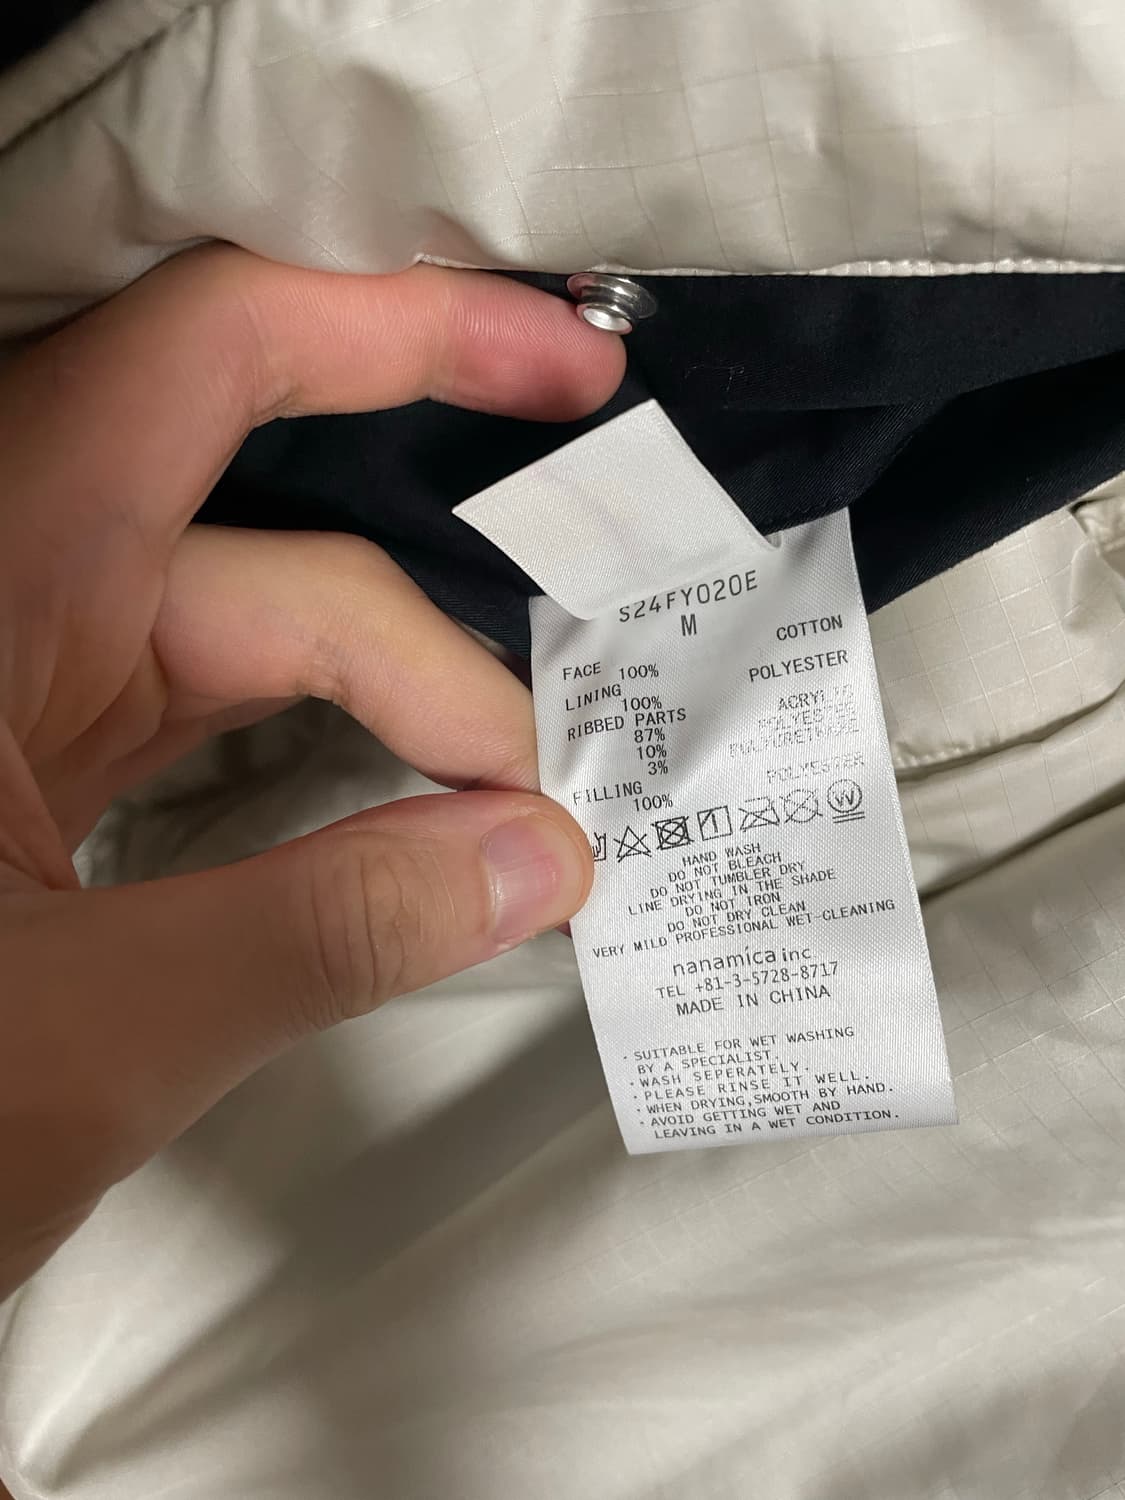 S24FY020E
M
FACE 100% COTTON
LINING
100% POLYESTER
RIBBED PARTS
87% ACRYLIC
10% POLYESTER
3% POLYURETHANE
FILLING
100% POLYESTER
W
HAND WASH
DO NOT BLEACH
DO NOT TUMBLER DRY
LINE DRYING IN THE SHADE
DO NOT IRON
DO NOT DRY CLEAN
VERY MILD PROFESSIONAL WET-CLEANING
nanamica inc
TEL +81-3-5728-8717
MADE IN CHINA
・SUITABLE FOR WET WASHING
BY A SPECIALIST.
・WASH SEPERATELY.
・PLEASE RINSE IT WELL.
・WHEN DRYING,SMOOTH BY HAND.
・AVOID GETTING WET AND
LEAVING IN A WET CONDITION.